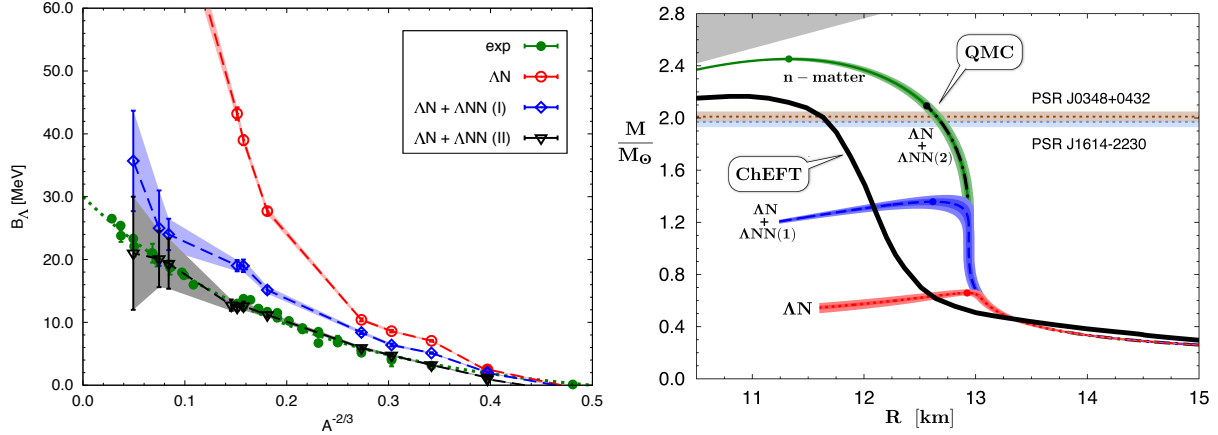 60.0
50.0
40.0
30.0
20.0
10.0
0.0
B_Λ [MeV]
0.0 0.1 0.2 0.3 0.4 0.5
A^{-2/3}
exp
ΛN
ΛN + ΛNN (I)
ΛN + ΛNN (II)
2.8
2.4
2.0
1.6
1.2
0.8
0.4
0
M
M_⊙
11 12 13 14 15
R [km]
QMC
n − matter
PSR J0348+0432
ΛN
+
ΛNN(2)
PSR J1614-2230
ChEFT
ΛN
+
ΛNN(1)
ΛN